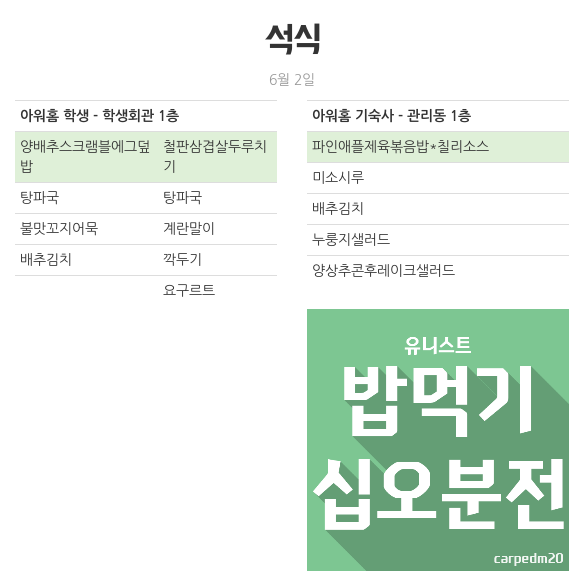 석식
6월 2일
아워홈 학생 - 학생회관 1층
양배추스크램블에그덮
밥
철판삼겹살두루치
기
탕파국
탕파국
불맛꼬지어묵
계란말이
배추김치
깍두기
요구르트
아워홈 기숙사 - 관리동 1층
파인애플제육볶음밥*칠리소스
미소시루
배추김치
누룽지샐러드
양상추콘후레이크샐러드
유니스트
밥먹기
십오분전
carpedm20